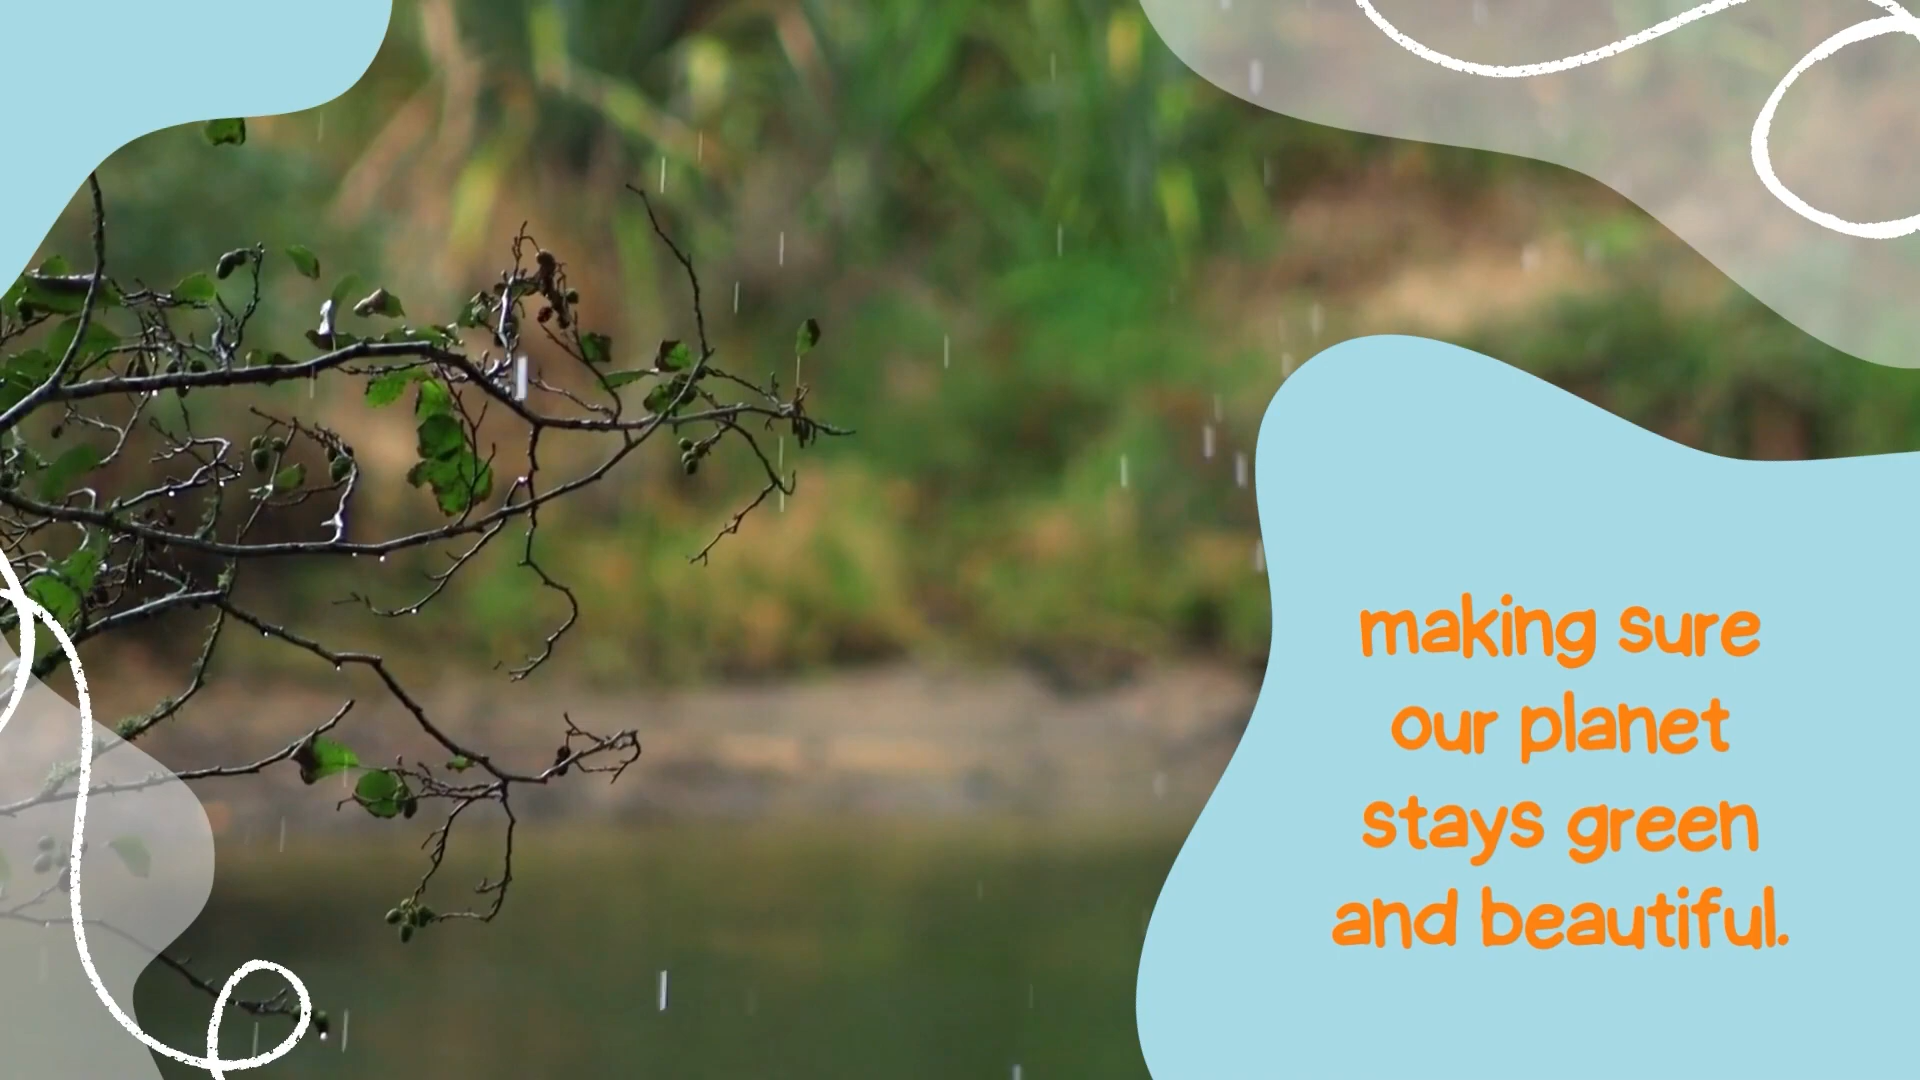 making sure
our planet
stays green
and beautiful.